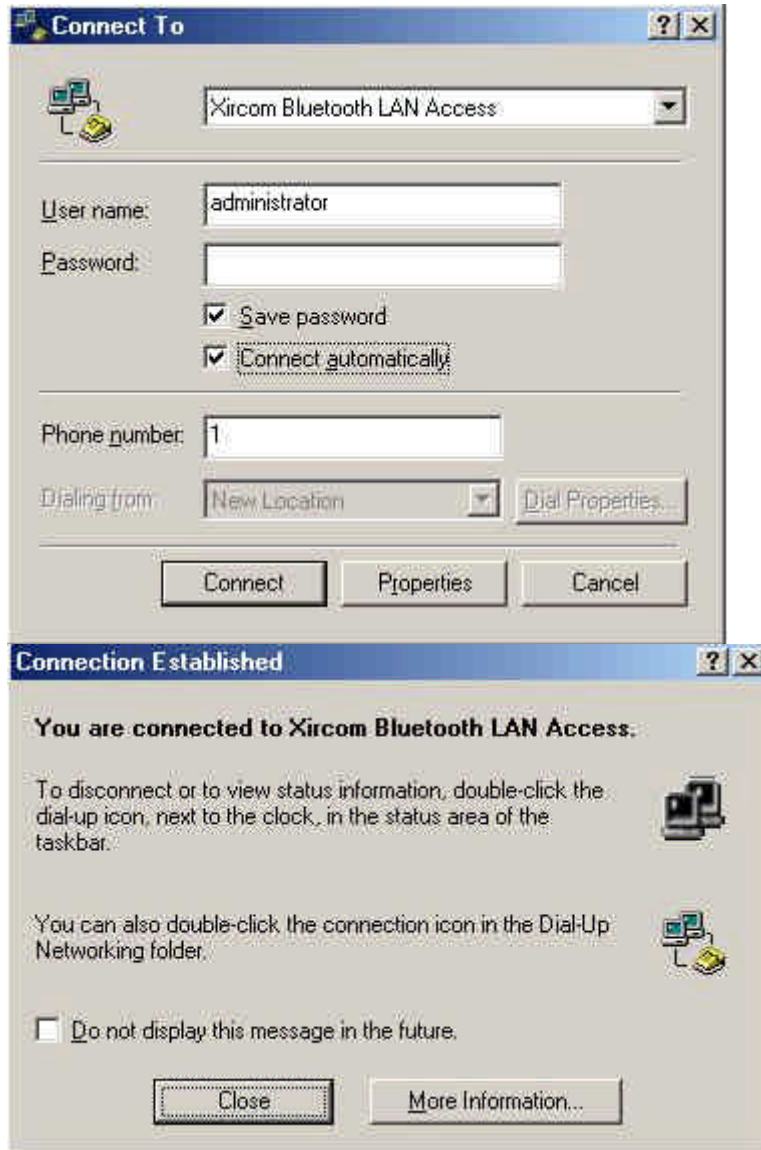 Connect To
Xircom Bluetooth LAN Access
User name:
administrator
Password:
Save password
Connect automatically
Phone number:
1
Dialing from:
New Location
Dial Properties...
Connect
Properties
Cancel
Connection Established
You are connected to Xircom Bluetooth LAN Access.
To disconnect or to view status information, double-click the
dial-up icon, next to the clock, in the status area of the
taskbar.
You can also double-click the connection icon in the Dial-Up
Networking folder.
Do not display this message in the future.
Close
More Information...